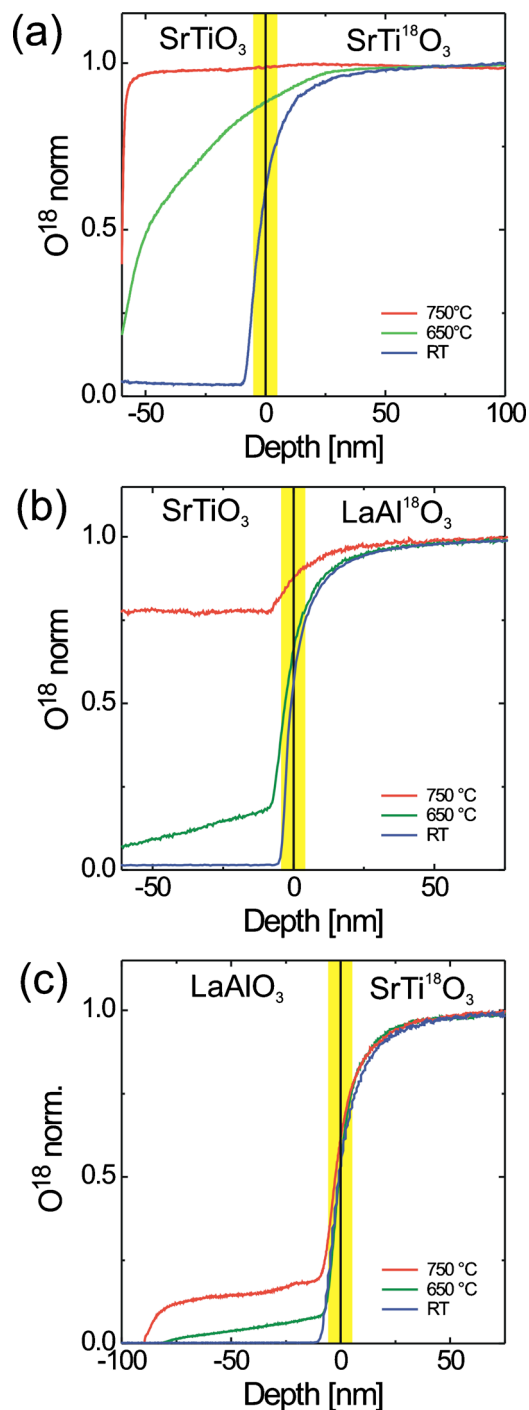 (a)
SrTiO₃ SrTi¹⁸O₃
1.0
0.5
0.0
O¹⁸ norm
750°C
650°C
RT
-50 0 50 100
Depth [nm]
(b)
SrTiO₃ LaAl¹⁸O₃
1.0
0.5
0.0
O¹⁸ norm
750 °C
650 °C
RT
-50 0 50
Depth [nm]
(c)
LaAlO₃ SrTi¹⁸O₃
1.0
0.5
0.0
O¹⁸ norm.
750 °C
650 °C
RT
-100 -50 0 50
Depth [nm]